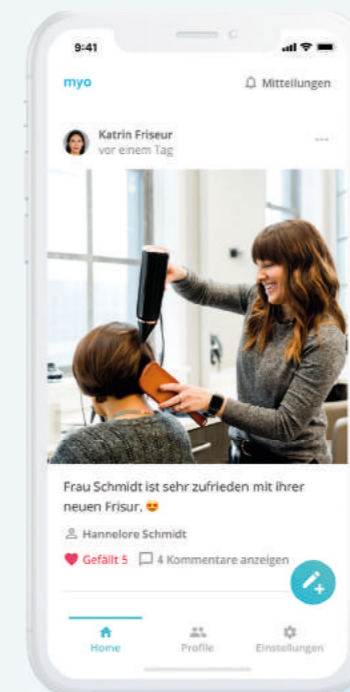 9:41
myo
Mitteilungen
Katrin Friseur
vor einem Tag
Frau Schmidt ist sehr zufrieden mit ihrer
neuen Frisur. 😍
Hannelore Schmidt
Gefällt 5 4 Kommentare anzeigen
Home Profile Einstellungen